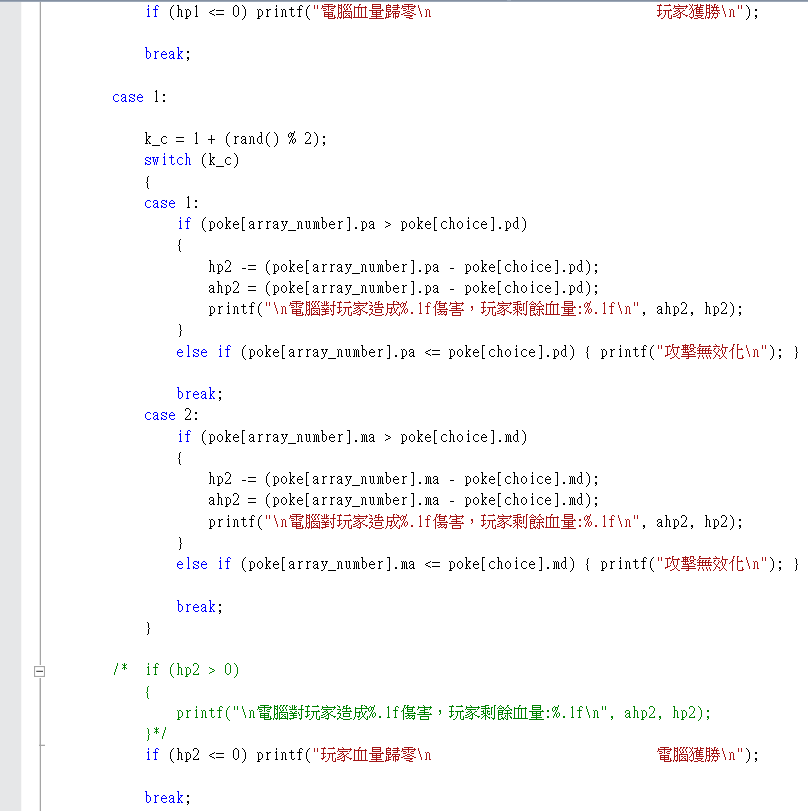 if (hp1 <= 0) printf("電腦血量歸零\n                            玩家獲勝\n");
break;
case 1:
k_c = 1 + (rand() % 2);
switch (k_c)
{
case 1:
if (poke[array_number].pa > poke[choice].pd)
{
hp2 -= (poke[array_number].pa - poke[choice].pd);
ahp2 = (poke[array_number].pa - poke[choice].pd);
printf("\n電腦對玩家造成%.1f傷害，玩家剩餘血量:%.1f\n", ahp2, hp2);
}
else if (poke[array_number].pa <= poke[choice].pd) { printf("攻擊無效化\n"); }
break;
case 2:
if (poke[array_number].ma > poke[choice].md)
{
hp2 -= (poke[array_number].ma - poke[choice].md);
ahp2 = (poke[array_number].ma - poke[choice].md);
printf("\n電腦對玩家造成%.1f傷害，玩家剩餘血量:%.1f\n", ahp2, hp2);
}
else if (poke[array_number].ma <= poke[choice].md) { printf("攻擊無效化\n"); }
break;
}
/*  if (hp2 > 0)
{
printf("\n電腦對玩家造成%.1f傷害，玩家剩餘血量:%.1f\n", ahp2, hp2);
}*/
if (hp2 <= 0) printf("玩家血量歸零\n                            電腦獲勝\n");
break;